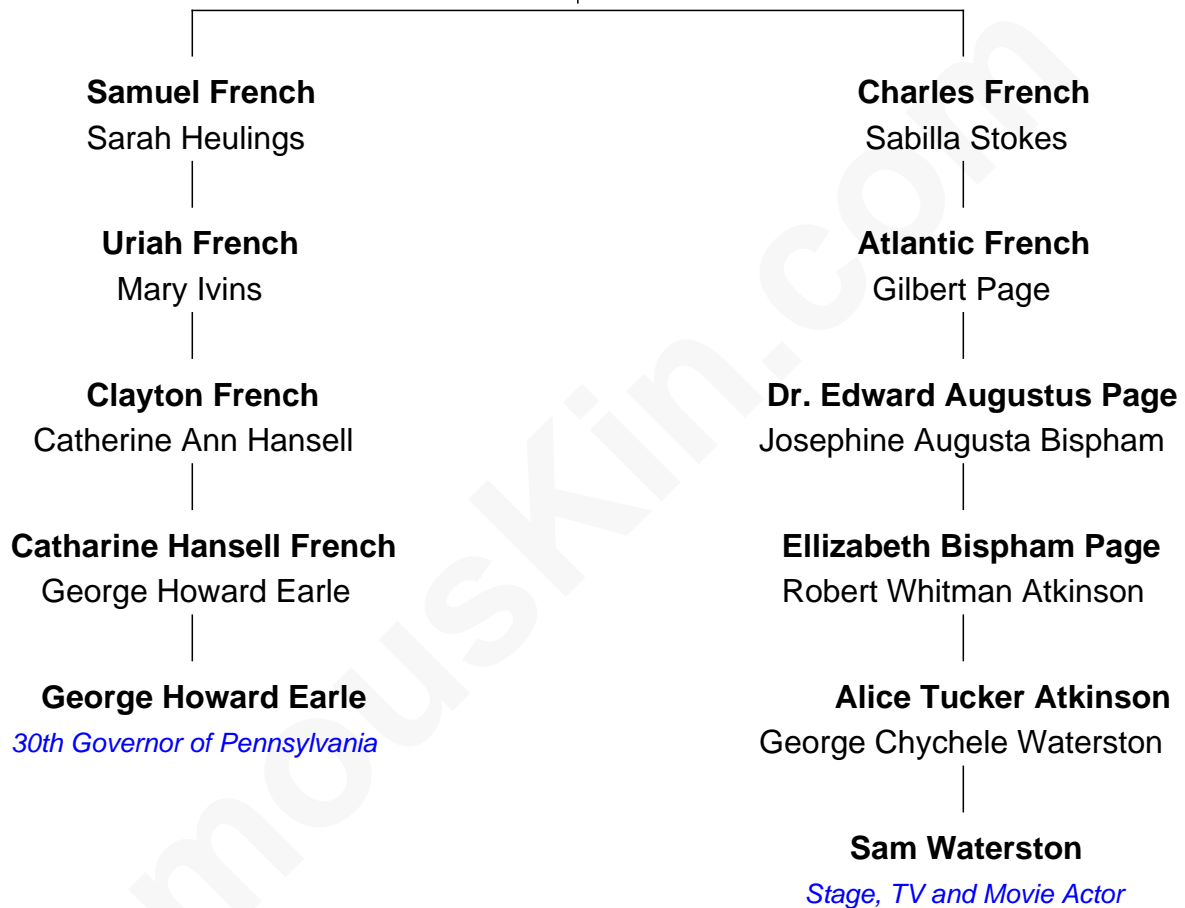 Samuel French
Sarah Heulings
Uriah French
Mary Ivins
Clayton French
Catherine Ann Hansell
Catharine Hansell French
George Howard Earle
George Howard Earle
30th Governor of Pennsylvania
Charles French
Sabilla Stokes
Atlantic French
Gilbert Page
Dr. Edward Augustus Page
Josephine Augusta Bispham
Ellizabeth Bispham Page
Robert Whitman Atkinson
Alice Tucker Atkinson
George Chychele Waterston
Sam Waterston
Stage, TV and Movie Actor
mousKin.com